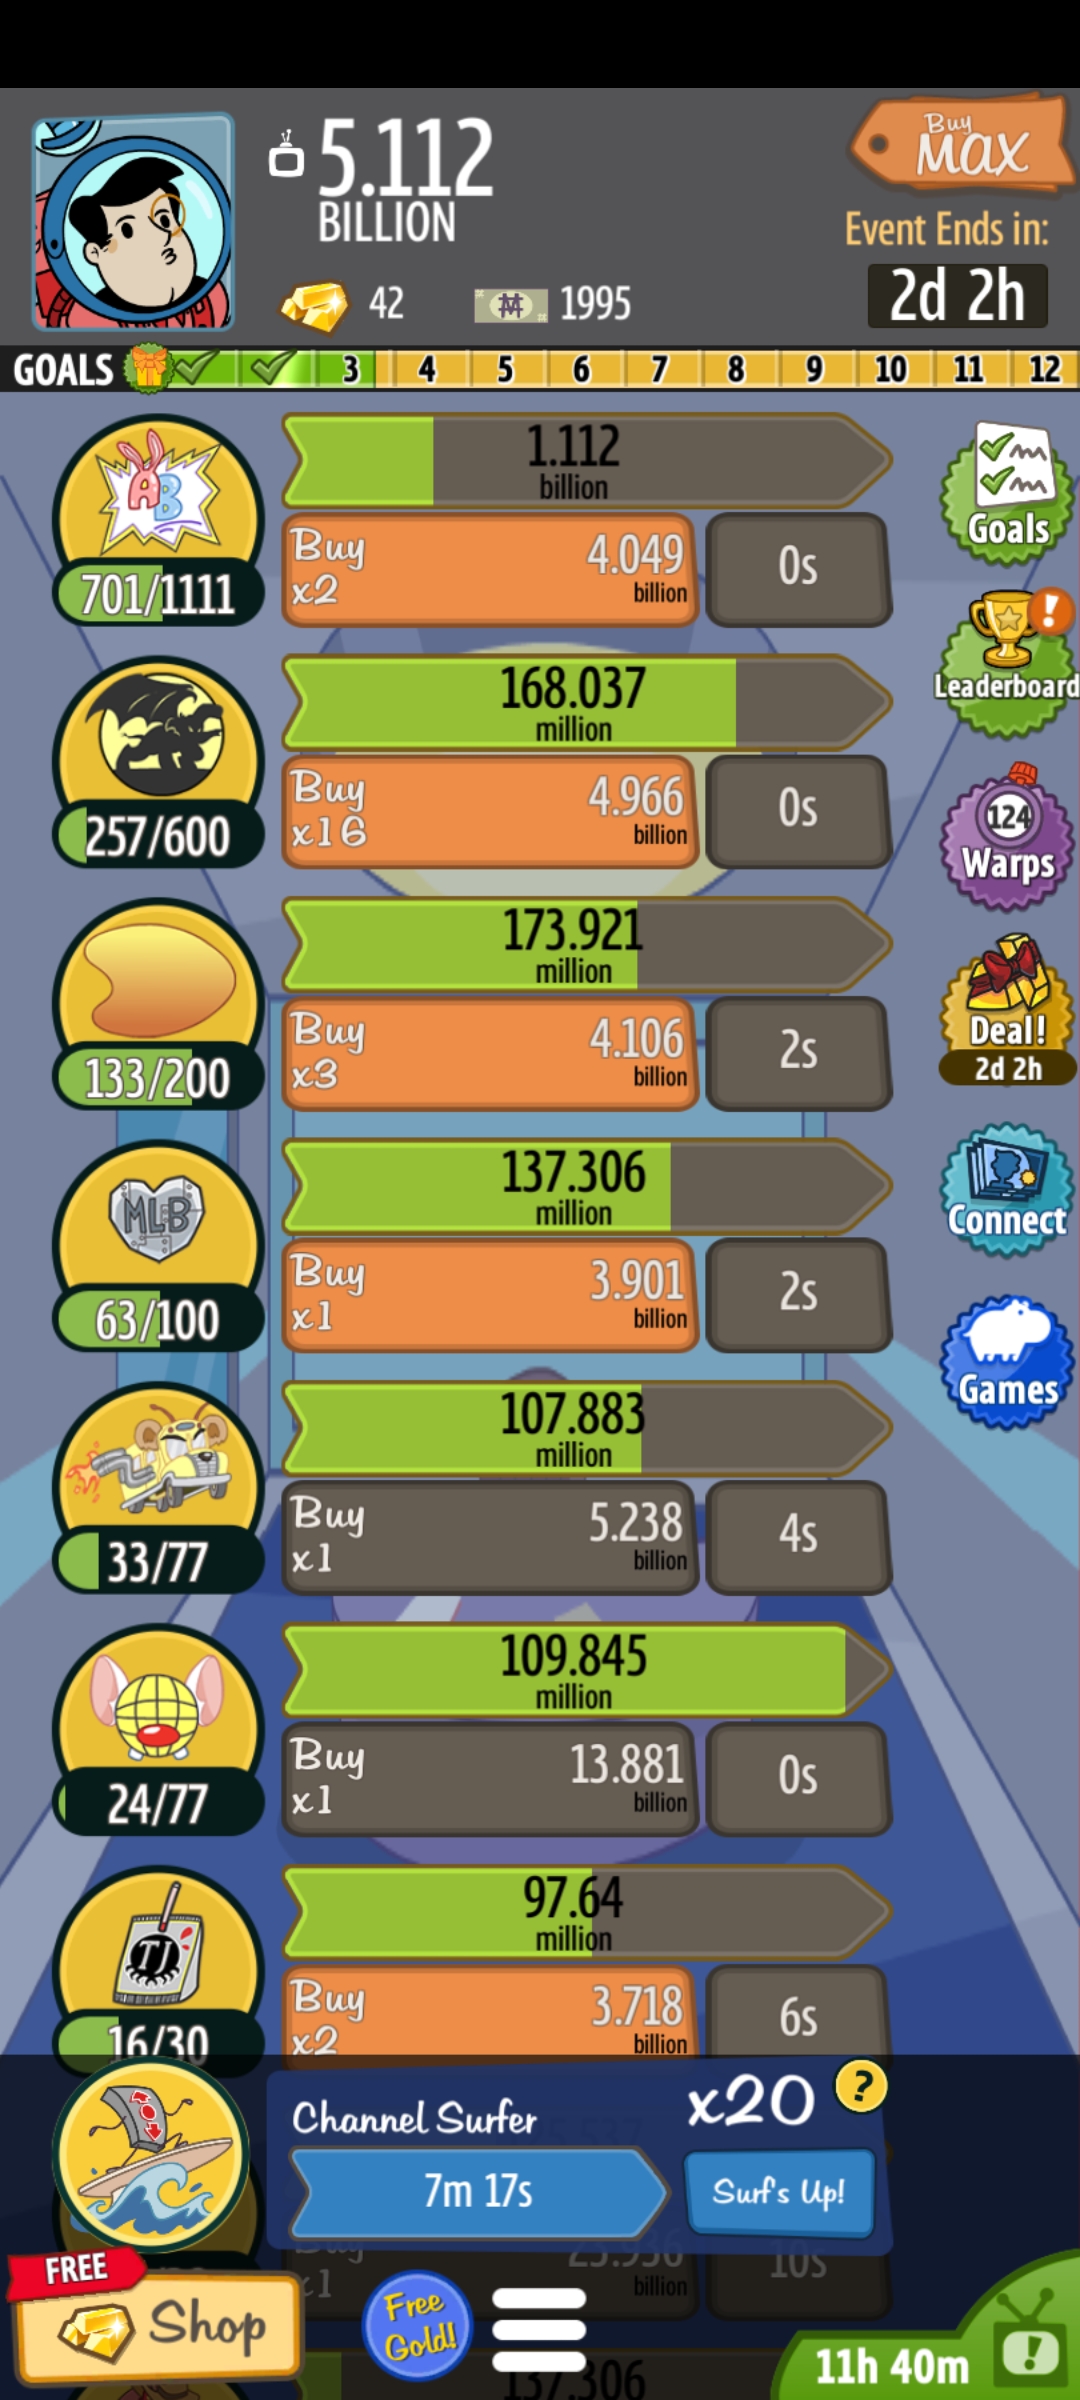 5.112
BILLION
Buy
MAX
Event Ends in:
2d 2h
42
1995
GOALS
3 4 5 6 7 8 9 10 11 12
AB
701/1111
1.112
billion
Buy
x2
4.049
billion
0s
Goals
257/600
168.037
million
Buy
x16
4.966
billion
0s
Leaderboard
124
Warps
133/200
173.921
million
Buy
x3
4.106
billion
2s
Deal!
2d 2h
MLB
63/100
137.306
million
Buy
x1
3.901
billion
2s
Connect
Games
33/77
107.883
million
Buy
x1
5.238
billion
4s
24/77
109.845
million
Buy
x1
13.881
billion
0s
TJ
16/30
97.64
million
Buy
x2
3.718
billion
6s
Channel Surfer
x20
?
7m 17s
Surf's Up!
Buy
x1
23.936
billion
10s
FREE
Shop
Free
Gold!
137.306
11h 40m